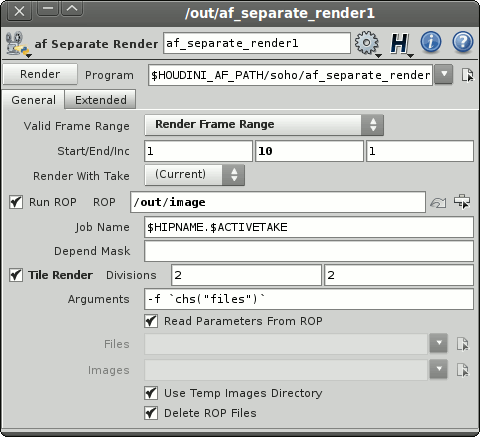 /out/af_separate_render1
af Separate Render af_separate_render1
Render Program $HOUDINI_AF_PATH/soho/af_separate_render
General Extended
Valid Frame Range Render Frame Range
Start/End/Inc 1 10 1
Render With Take (Current)
Run ROP ROP /out/image
Job Name $HIPNAME.$ACTIVETAKE
Depend Mask
Tile Render Divisions 2 2
Arguments -f `chs("files")`
Read Parameters From ROP
Files
Images
Use Temp Images Directory
Delete ROP Files